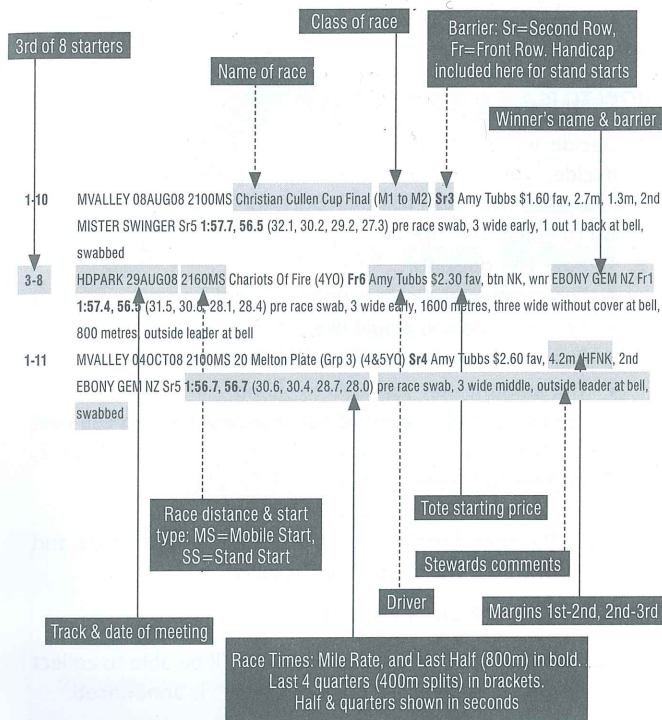 Class of race
Barrier: Sr=Second Row,
Fr=Front Row. Handicap
included here for stand starts
3rd of 8 starters
Name of race
Winner's name & barrier
1-10 MVALLEY 08AUG08 2100MS Christian Cullen Cup Final (M1 to M2) Sr3 Amy Tubbs $1.60 fav, 2.7m, 1.3m, 2nd
MISTER SWINGER Sr5 1:57.7, 56.5 (32.1, 30.2, 29.2, 27.3) pre race swab, 3 wide early, 1 out 1 back at bell,
swabbed
3-8 HDPARK 29AUG08 2160MS Chariots Of Fire (4YO) Fr6 Amy Tubbs $2.30 fav, btn NK, wnr EBONY GEM NZ Fr1
1:57.4, 56.5 (31.5, 30.8, 28.1, 28.4) pre race swab, 3 wide early, 1600 metres, three wide without cover at bell,
800 metres, outside leader at bell
1-11 MVALLEY 04OCT08 2100MS 20 Melton Plate (Grp 3) (4&5YO) Sr4 Amy Tubbs $2.60 fav, 4.2m, HFNK, 2nd
EBONY GEM NZ Sr5 1:56.7, 56.7 (30.6, 30.4, 28.7, 28.0) pre race swab, 3 wide middle, outside leader at bell,
swabbed
Race distance & start
type: MS=Mobile Start,
SS=Stand Start
Tote starting price
Stewards comments
Driver
Margins 1st-2nd, 2nd-3rd
Track & date of meeting
Race Times: Mile Rate, and Last Half (800m) in bold.
Last 4 quarters (400m splits) in brackets.
Half & quarters shown in seconds